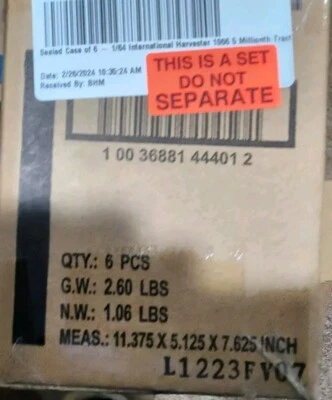 Sealed Case of 6 -- 1/64 International Harvester 1066 5 Millionth Tract
Date: 2/26/2024 10:35:24 AM
Received By: BHM
THIS IS A SET
DO NOT
SEPARATE
1 00 36881 44401 2
QTY.: 6 PCS
G.W.: 2.60 LBS
N.W.: 1.06 LBS
MEAS.: 11.375 X 5.125 X 7.625 INCH
L1223FY07